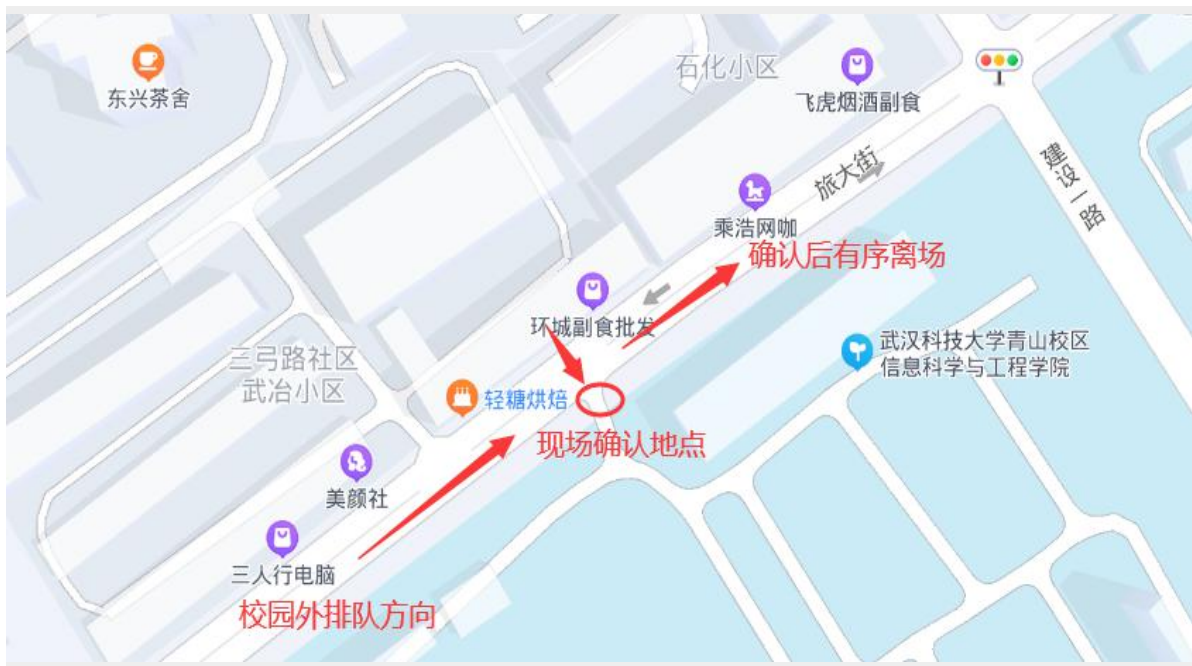 石化小区
东兴茶舍
飞虎烟酒副食
建设一路
旅大街
乘浩网咖
确认后有序离场
环城副食批发
武汉科技大学青山校区
信息科学与工程学院
三弓路社区
武冶小区
轻糖烘焙
现场确认地点
美颜社
三人行电脑
校园外排队方向